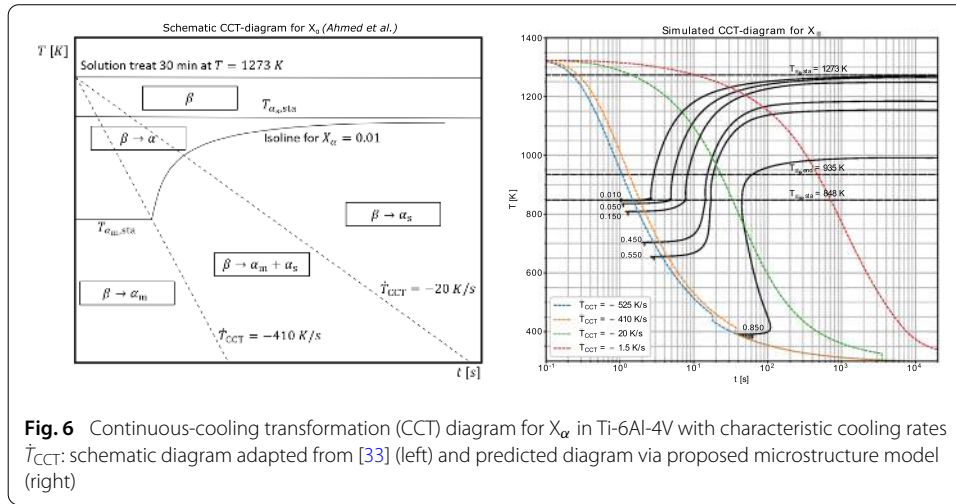 Schematic CCT-diagram for Xα (Ahmed et al.)
T [K]
Solution treat 30 min at T = 1273 K
β
Tαs,sta
β → α
Isoline for Xα = 0.01
β → αs
Tαm,sta
β → αm + αs
β → αm
ṪCCT = −20 K/s
ṪCCT = −410 K/s
t [s]
Simulated CCT-diagram for Xα
1400
1200
1000
800
600
400
T [K]
Tαs,sta = 1273 K
Tαs,end = 935 K
Tαm,sta = 848 K
0.010
0.050
0.150
0.450
0.550
0.850
TCCT = − 525 K/s
TCCT = − 410 K/s
TCCT = − 20 K/s
TCCT = − 1.5 K/s
10⁻¹ 10⁰ 10¹ 10² 10³ 10⁴
t [s]
Fig. 6 Continuous-cooling transformation (CCT) diagram for Xα in Ti-6Al-4V with characteristic cooling rates
ṪCCT: schematic diagram adapted from [33] (left) and predicted diagram via proposed microstructure model
(right)